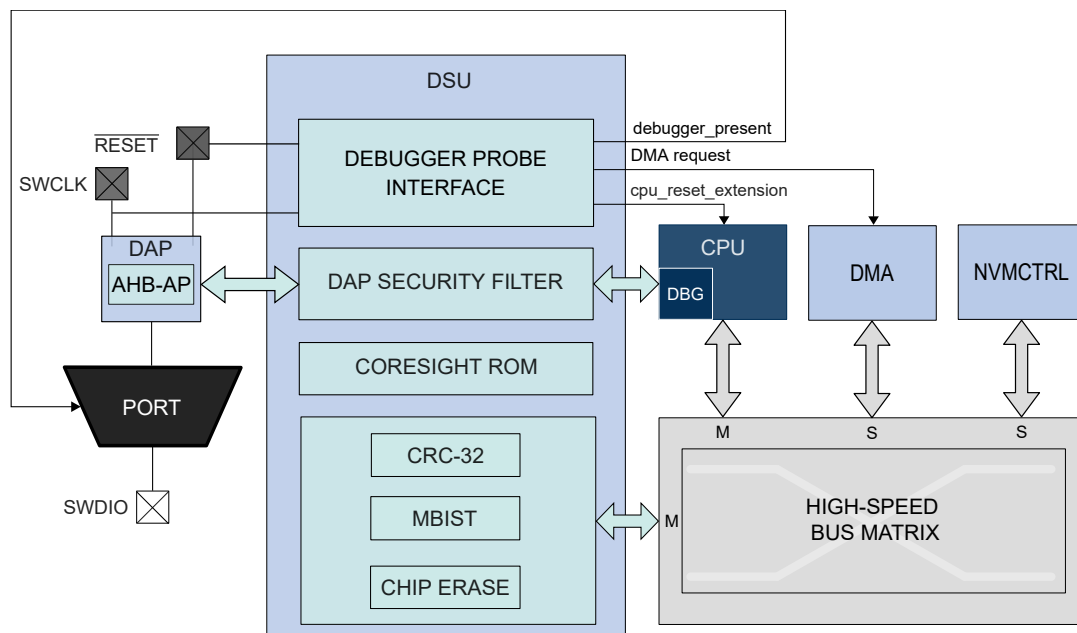 DSU
debugger_present
RESET
DEBUGGER PROBE
INTERFACE
DMA request
SWCLK
cpu_reset_extension
DAP
CPU
AHB-AP
DAP SECURITY FILTER
DBG
DMA
NVMCTRL
CORESIGHT ROM
PORT
M
S
S
CRC-32
SWDIO
MBIST
M
HIGH-SPEED
BUS MATRIX
CHIP ERASE